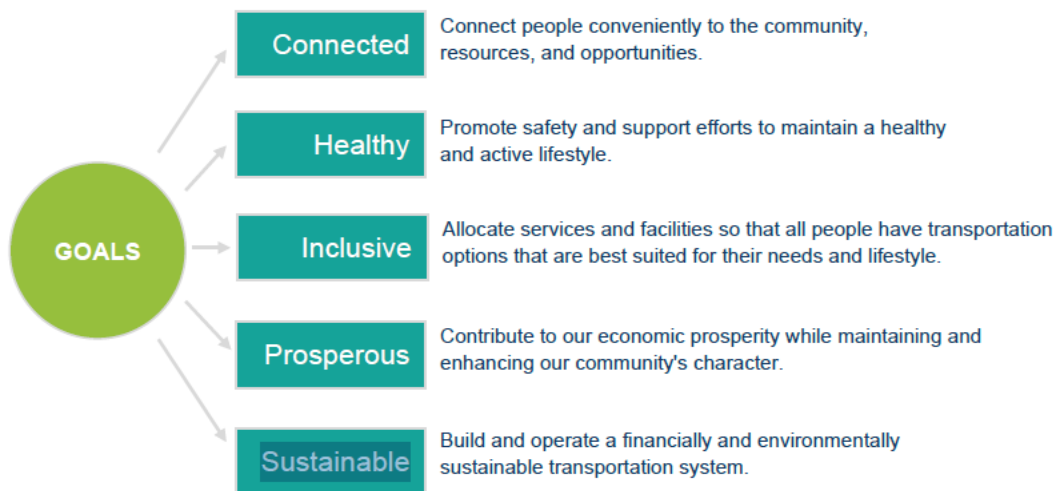 Connected
Connect people conveniently to the community,
resources, and opportunities.
Healthy
Promote safety and support efforts to maintain a healthy
and active lifestyle.
GOALS
Inclusive
Allocate services and facilities so that all people have transportation
options that are best suited for their needs and lifestyle.
Prosperous
Contribute to our economic prosperity while maintaining and
enhancing our community's character.
Sustainable
Build and operate a financially and environmentally
sustainable transportation system.